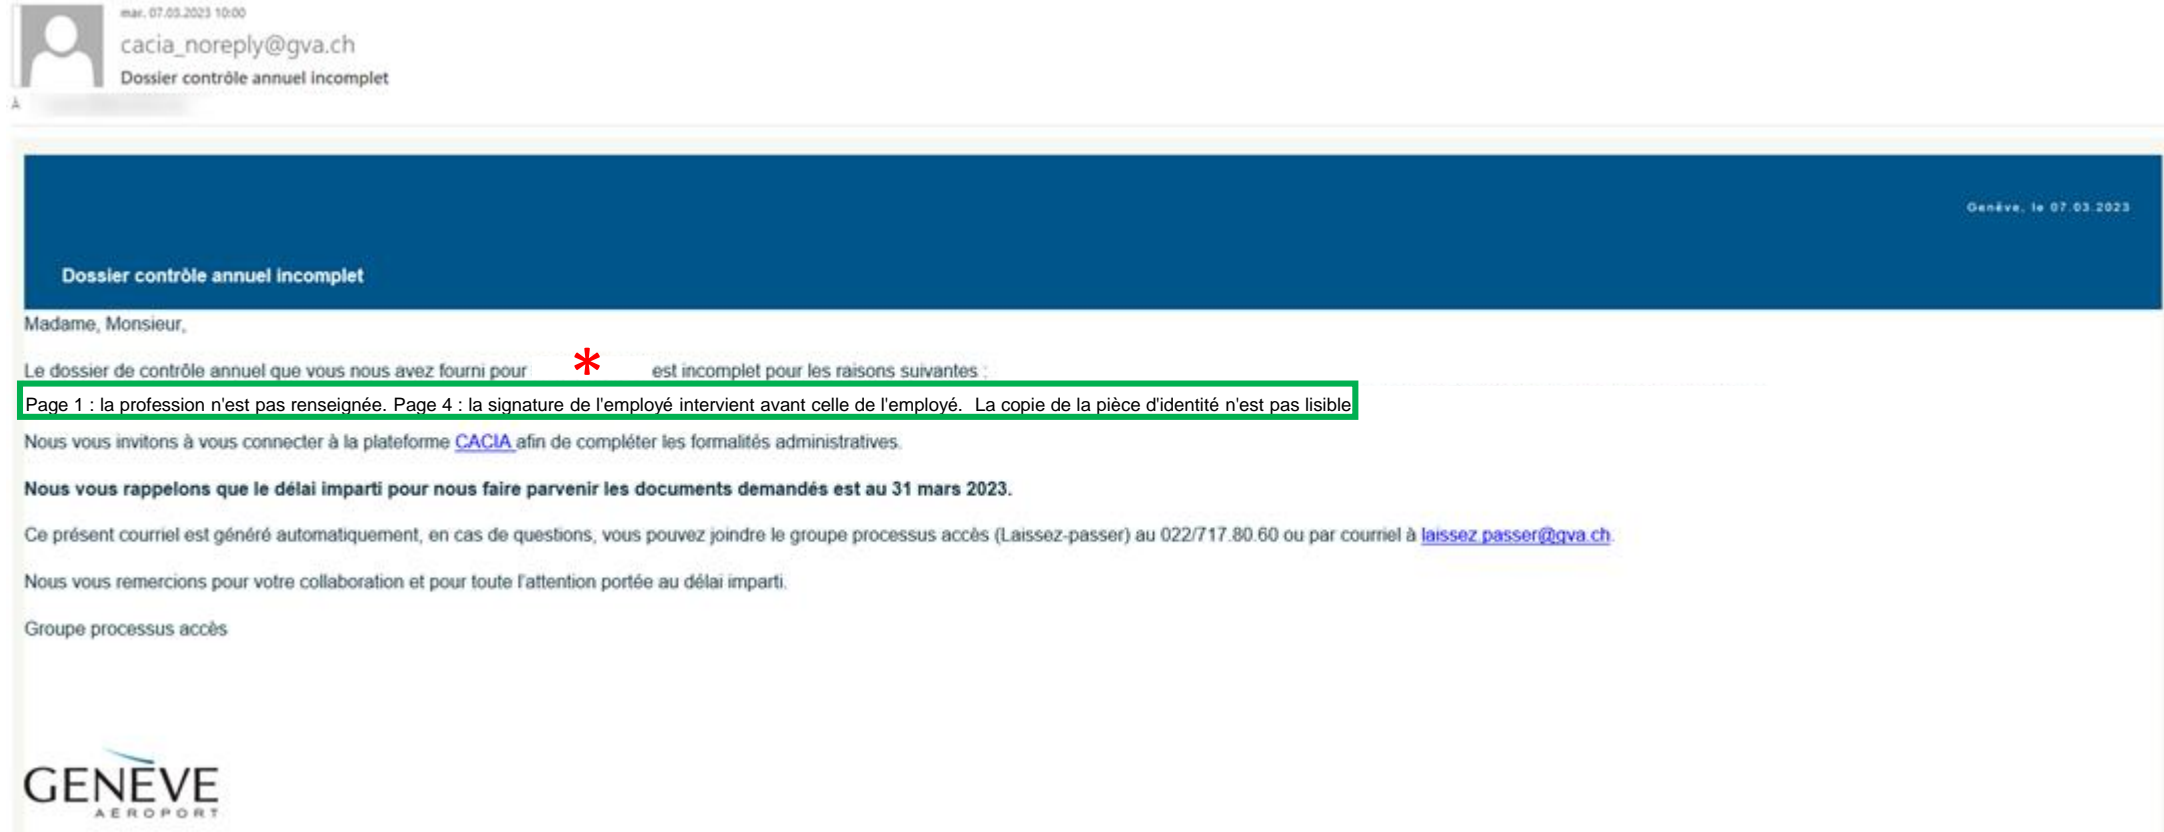 mar. 07.03.2023 10:00
cacia_noreply@gva.ch
Dossier contrôle annuel incomplet
À
Genève, le 07.03.2023
Dossier contrôle annuel incomplet
Madame, Monsieur,
Le dossier de contrôle annuel que vous nous avez fourni pour * est incomplet pour les raisons suivantes :
Page 1 : la profession n'est pas renseignée. Page 4 : la signature de l'employé intervient avant celle de l'employé. La copie de la pièce d'identité n'est pas lisible
Nous vous invitons à vous connecter à la plateforme CACIA afin de compléter les formalités administratives.
Nous vous rappelons que le délai imparti pour nous faire parvenir les documents demandés est au 31 mars 2023.
Ce présent courriel est généré automatiquement, en cas de questions, vous pouvez joindre le groupe processus accès (Laissez-passer) au 022/717.80.60 ou par courriel à laissez.passer@gva.ch.
Nous vous remercions pour votre collaboration et pour toute l'attention portée au délai imparti.
Groupe processus accès
GENÈVE
AÉROPORT